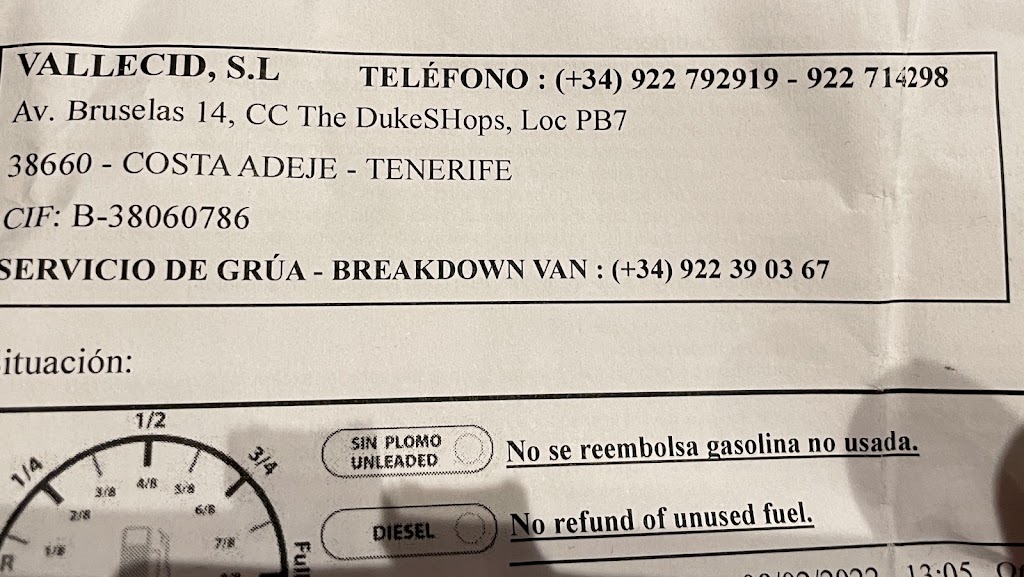 VALLECID, S.L TELÉFONO : (+34) 922 792919 - 922 714298
Av. Bruselas 14, CC The DukeSHops, Loc PB7
38660 - COSTA ADEJE - TENERIFE
CIF: B-38060786
SERVICIO DE GRÚA - BREAKDOWN VAN : (+34) 922 39 03 67
ituación:
1/4 1/2 3/4
1/8 2/8 3/8 4/8 5/8 6/8 7/8
R Full
SIN PLOMO
UNLEADED
No se reembolsa gasolina no usada.
DIESEL
No refund of unused fuel.
13:05